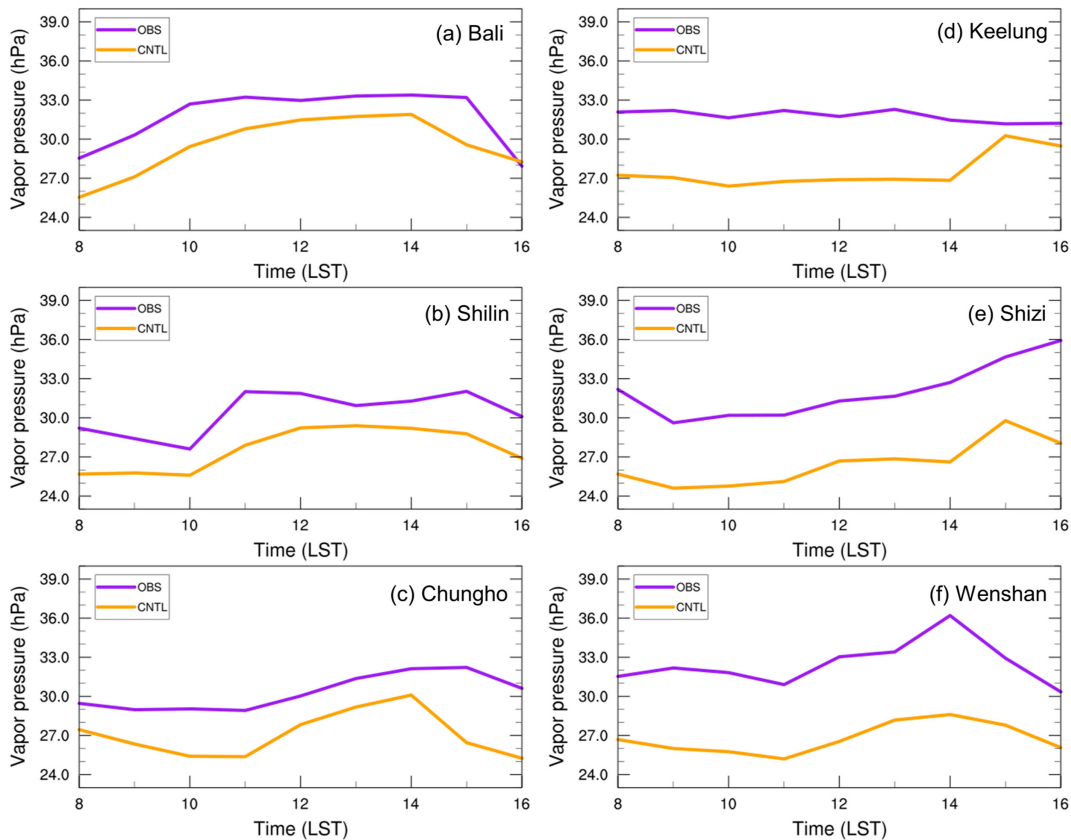 (a) Bali
OBS
CNTL
Vapor pressure (hPa)
39.0
36.0
33.0
30.0
27.0
24.0
8
10
12
14
16
Time (LST)
(d) Keelung
OBS
CNTL
Vapor pressure (hPa)
39.0
36.0
33.0
30.0
27.0
24.0
8
10
12
14
16
Time (LST)
(b) Shilin
OBS
CNTL
Vapor pressure (hPa)
39.0
36.0
33.0
30.0
27.0
24.0
8
10
12
14
16
Time (LST)
(e) Shizi
OBS
CNTL
Vapor pressure (hPa)
39.0
36.0
33.0
30.0
27.0
24.0
8
10
12
14
16
Time (LST)
(c) Chungho
OBS
CNTL
Vapor pressure (hPa)
39.0
36.0
33.0
30.0
27.0
24.0
8
10
12
14
16
Time (LST)
(f) Wenshan
OBS
CNTL
Vapor pressure (hPa)
39.0
36.0
33.0
30.0
27.0
24.0
8
10
12
14
16
Time (LST)